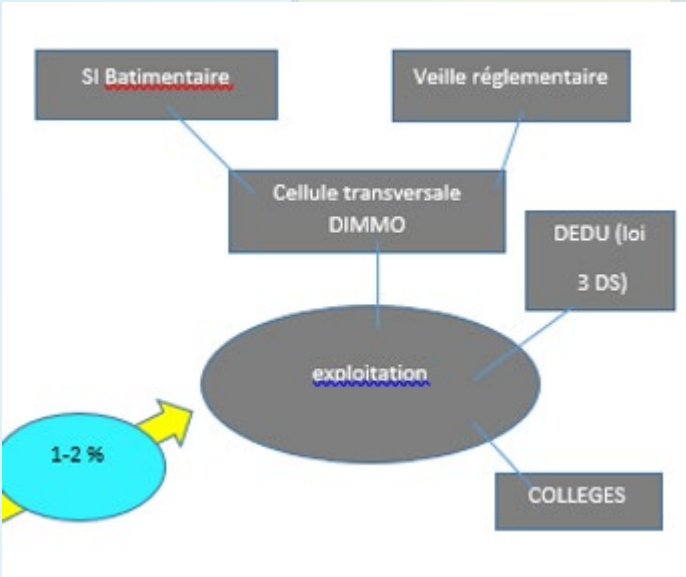 SI Batimentaire
Veille réglementaire
Cellule transversale
DIMMO
DEDU (loi
3 DS)
exploitation
1-2 %
COLLEGES